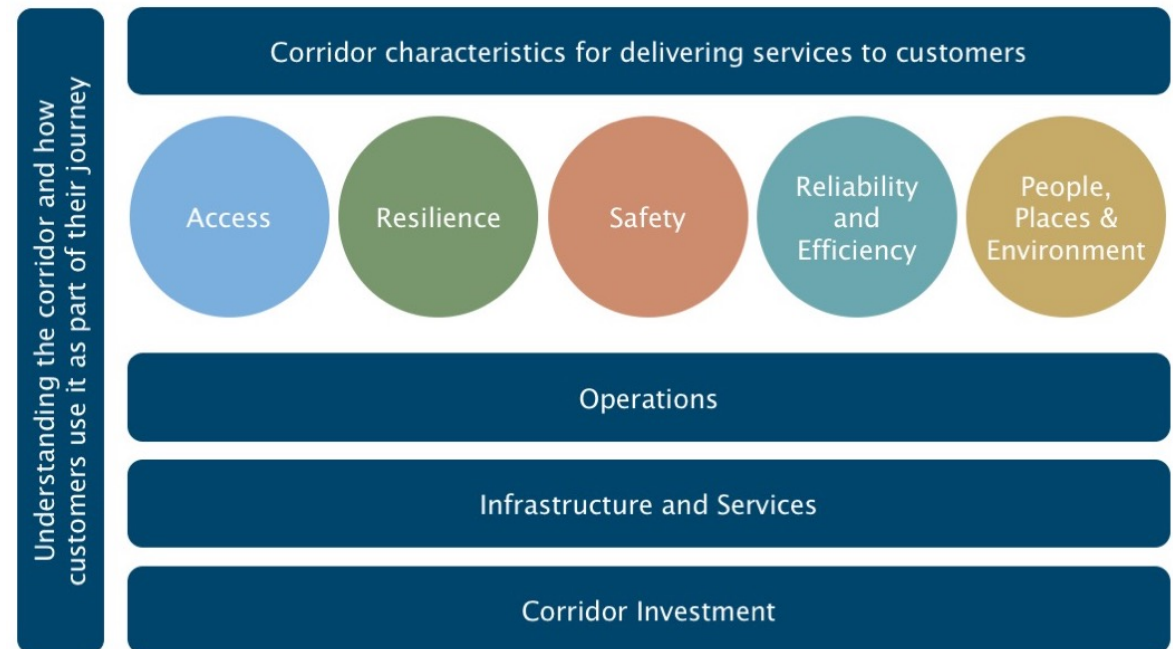 Understanding the corridor and how
customers use it as part of their journey
Corridor characteristics for delivering services to customers
Access
Resilience
Safety
Reliability
and
Efficiency
People,
Places &
Environment
Operations
Infrastructure and Services
Corridor Investment